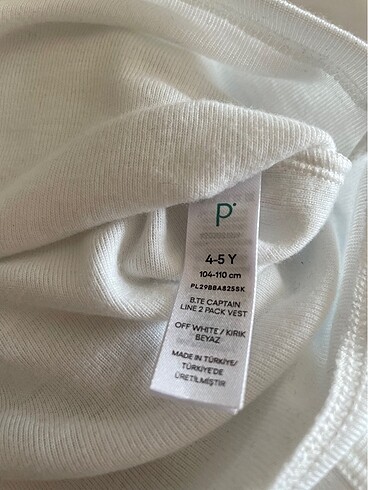 P
4-5 Y
104-110 cm
PL29BBA825SK
B.TE CAPTAIN
LINE 2 PACK VEST
OFF WHITE / KIRIK
BEYAZ
MADE IN TÜRKİYE/
TÜRKİYE'DE
ÜRETİLMİŞTİR